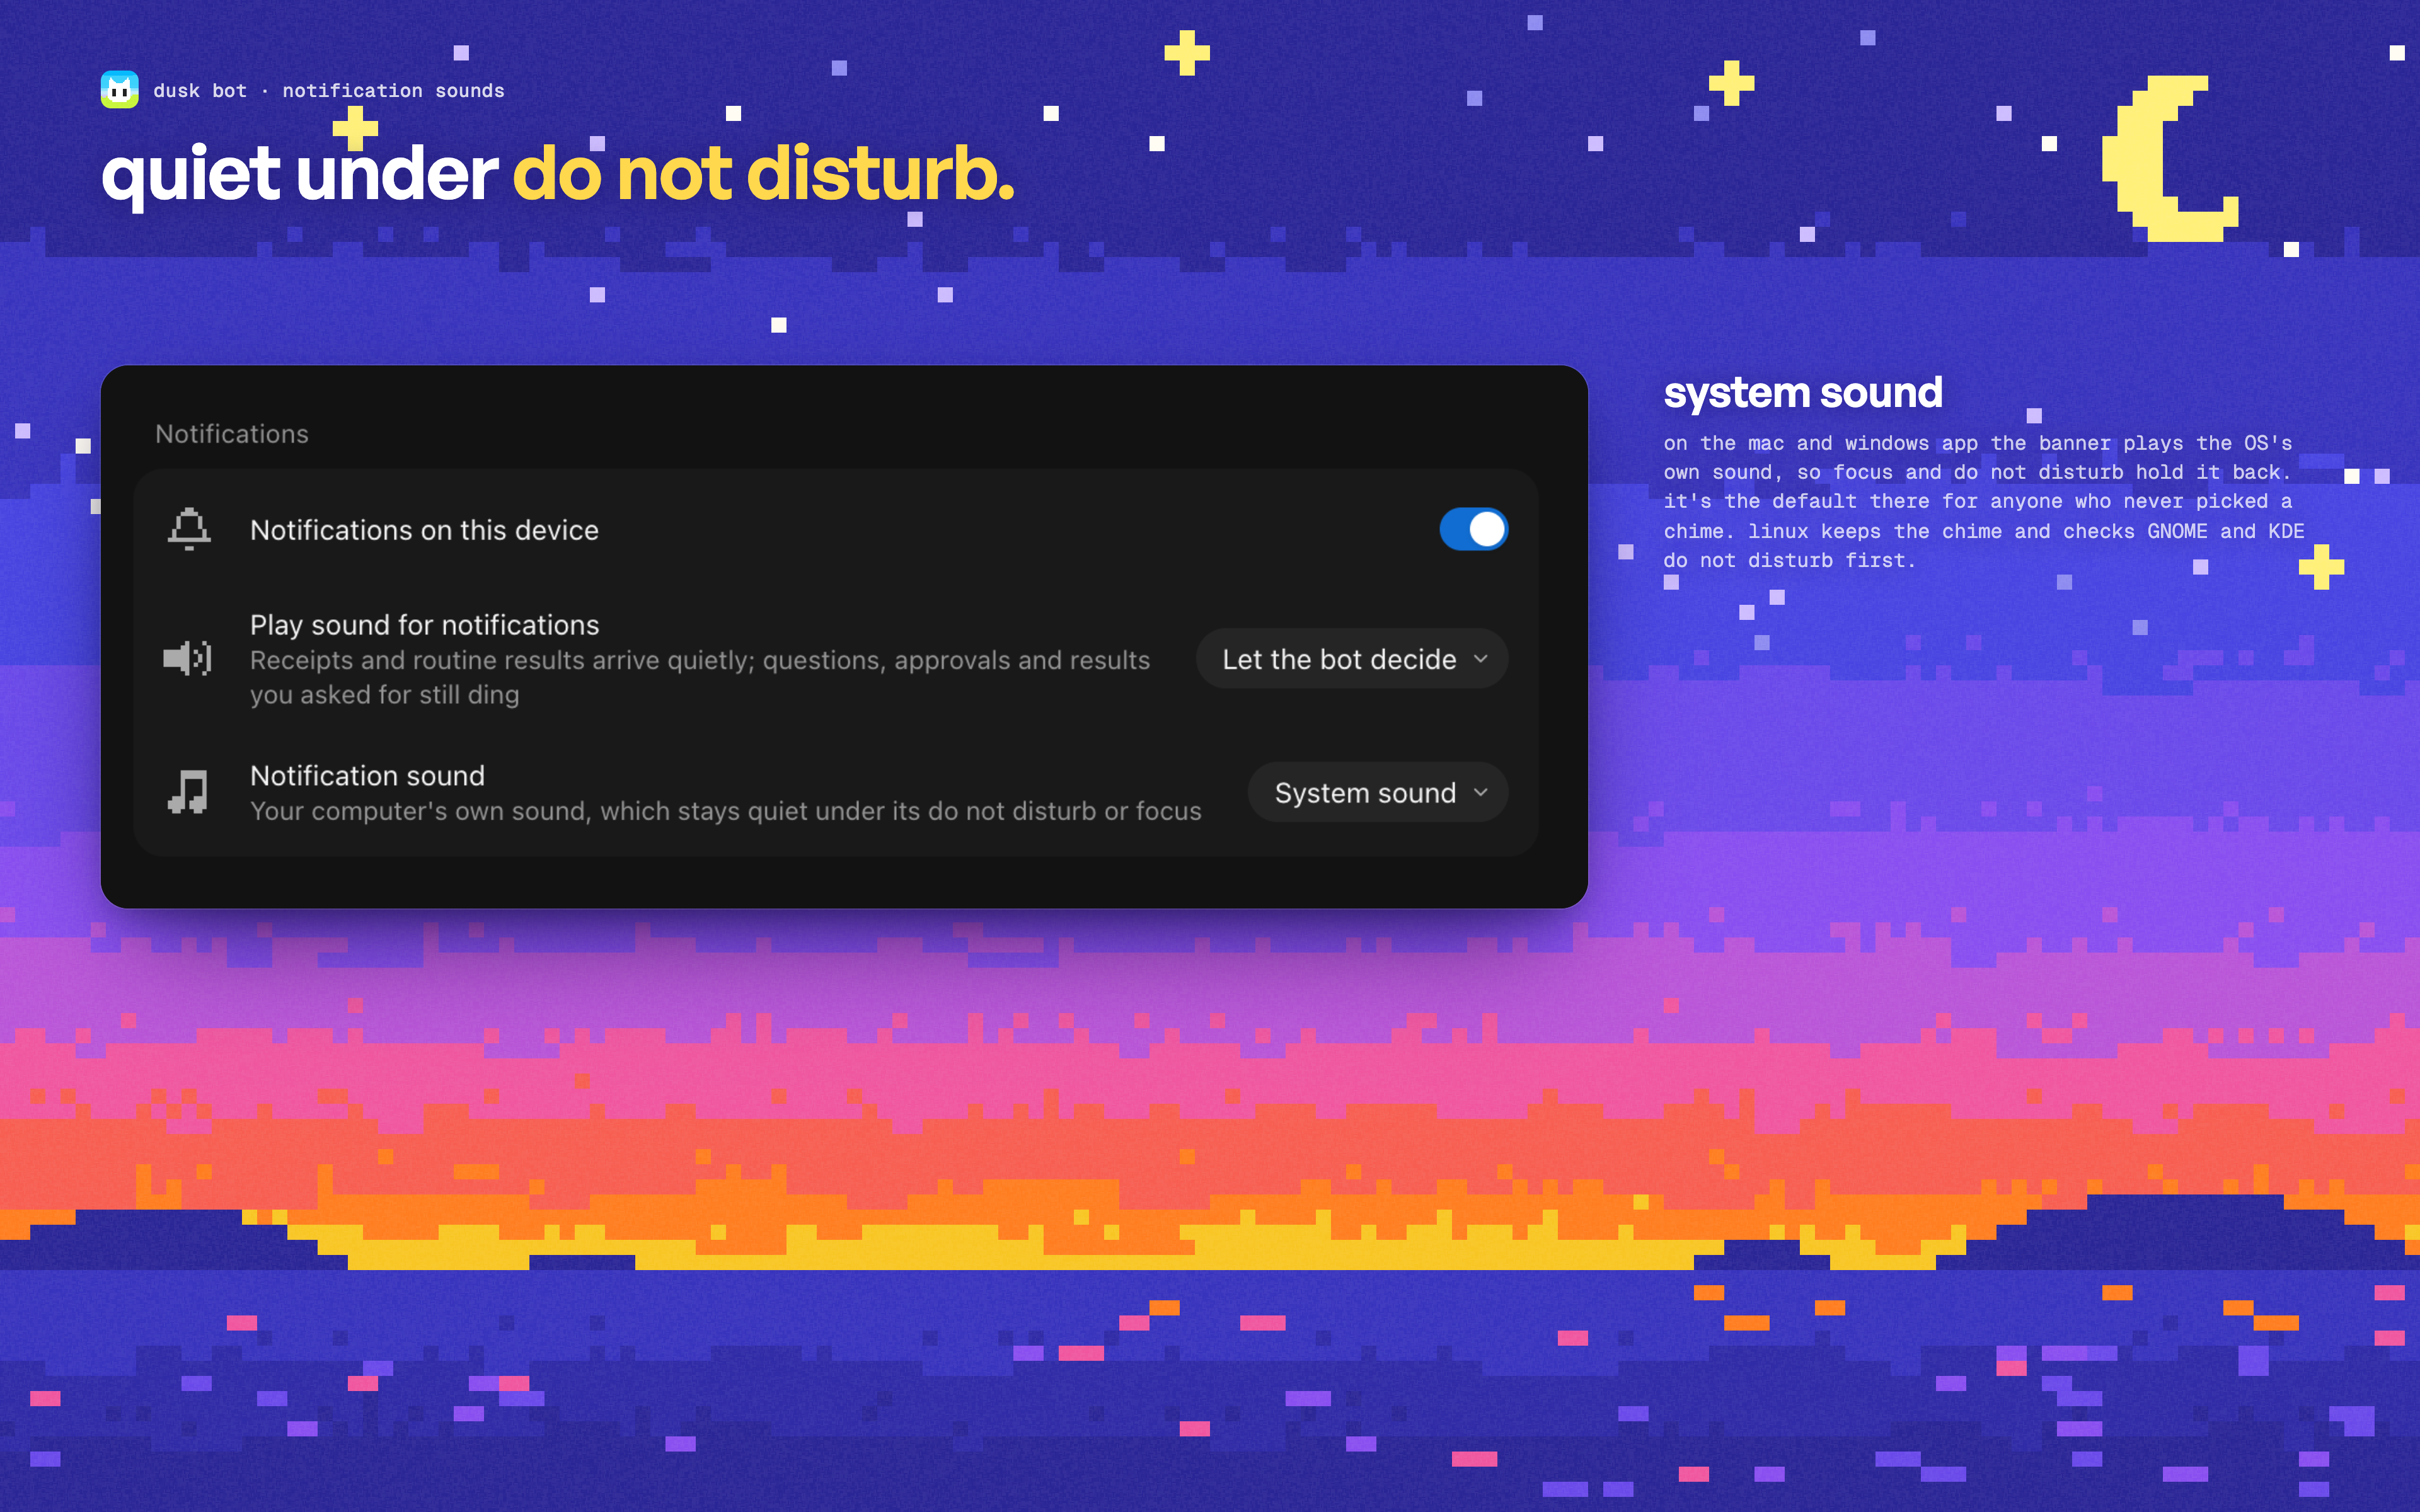 dusk bot · notification sounds
quiet under do not disturb.
Notifications
Notifications on this device
Play sound for notifications
Receipts and routine results arrive quietly; questions, approvals and results
you asked for still ding
Let the bot decide
Notification sound
Your computer's own sound, which stays quiet under its do not disturb or focus
System sound
system sound
on the mac and windows app the banner plays the OS's
own sound, so focus and do not disturb hold it back.
it's the default there for anyone who never picked a
chime. linux keeps the chime and checks GNOME and KDE
do not disturb first.